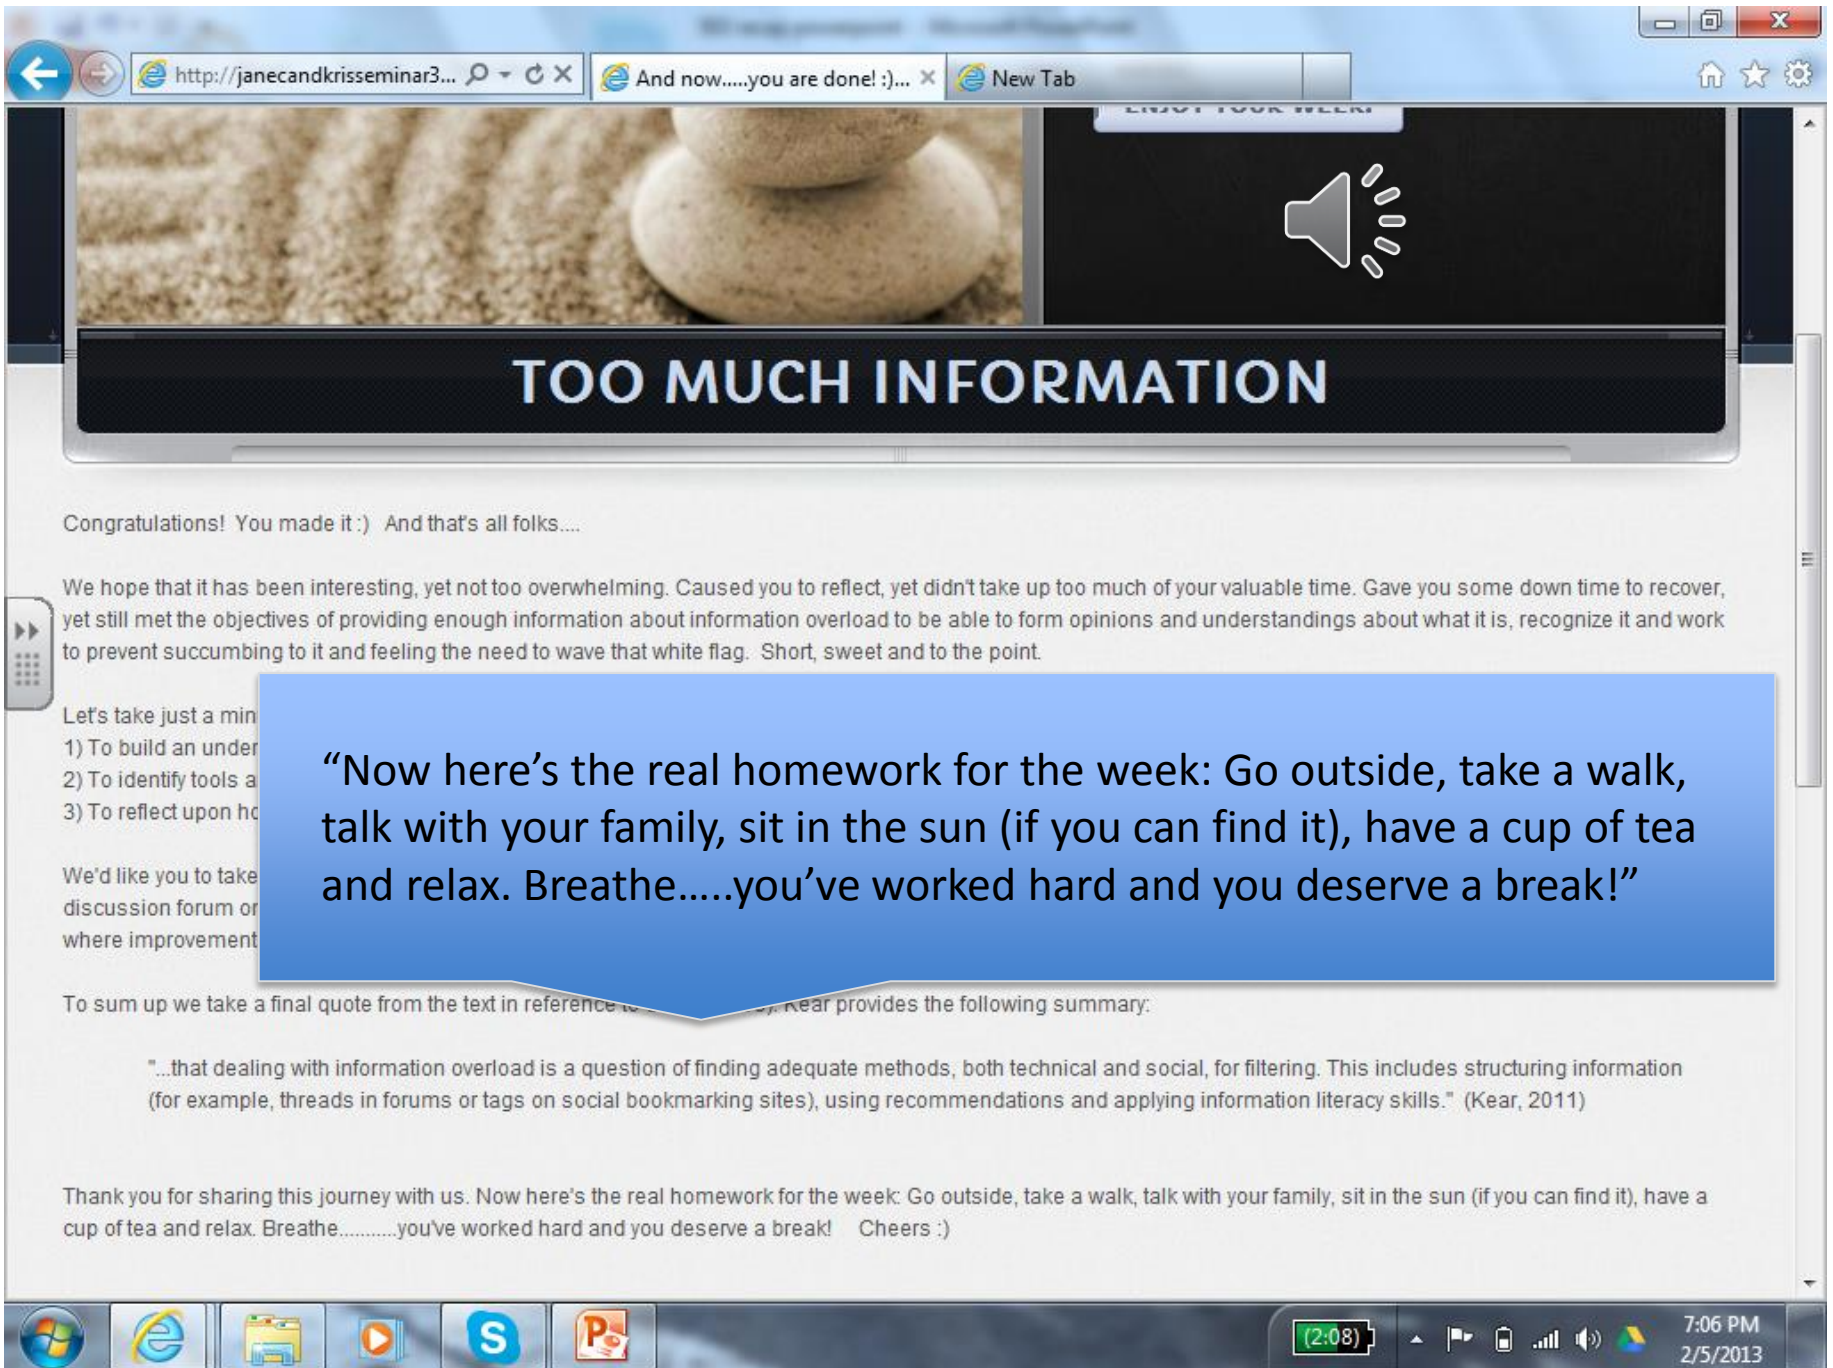 http://janecandkrisseminar3...
And now.....you are done! :)...
New Tab
ENJOY YOUR WEEK!
TOO MUCH INFORMATION
Congratulations! You made it :) And that's all folks....
We hope that it has been interesting, yet not too overwhelming. Caused you to reflect, yet didn't take up too much of your valuable time. Gave you some down time to recover,
yet still met the objectives of providing enough information about information overload to be able to form opinions and understandings about what it is, recognize it and work
to prevent succumbing to it and feeling the need to wave that white flag. Short, sweet and to the point.
Let's take just a min
1) To build an under
2) To identify tools a
3) To reflect upon ho
We'd like you to take
discussion forum or
where improvement
“Now here’s the real homework for the week: Go outside, take a walk,
talk with your family, sit in the sun (if you can find it), have a cup of tea
and relax. Breathe…..you’ve worked hard and you deserve a break!”
To sum up we take a final quote from the text in reference Kear provides the following summary:
"...that dealing with information overload is a question of finding adequate methods, both technical and social, for filtering. This includes structuring information
(for example, threads in forums or tags on social bookmarking sites), using recommendations and applying information literacy skills." (Kear, 2011)
Thank you for sharing this journey with us. Now here's the real homework for the week: Go outside, take a walk, talk with your family, sit in the sun (if you can find it), have a
cup of tea and relax. Breathe...........you've worked hard and you deserve a break! Cheers :)
(2:08)
7:06 PM
2/5/2013